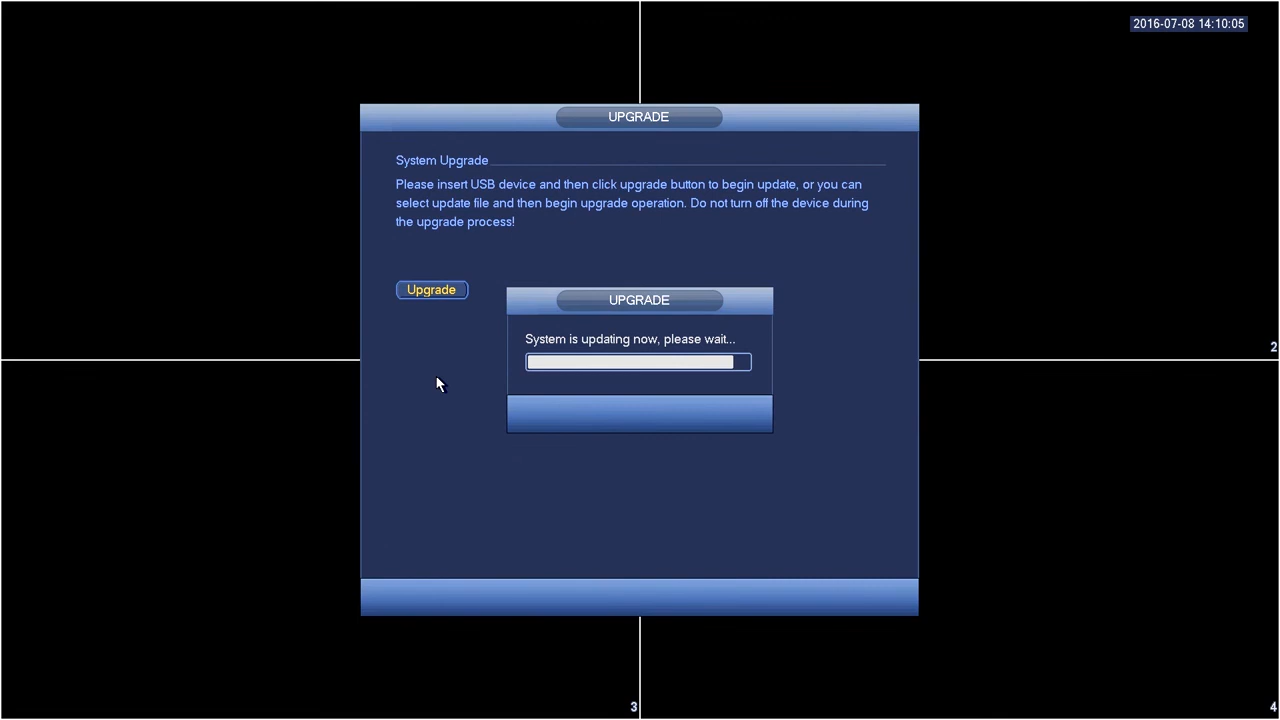 2016-07-08 14:10:05
UPGRADE
System Upgrade
Please insert USB device and then click upgrade button to begin update, or you can
select update file and then begin upgrade operation. Do not turn off the device during
the upgrade process!
Upgrade
UPGRADE
System is updating now, please wait...
2
3
4